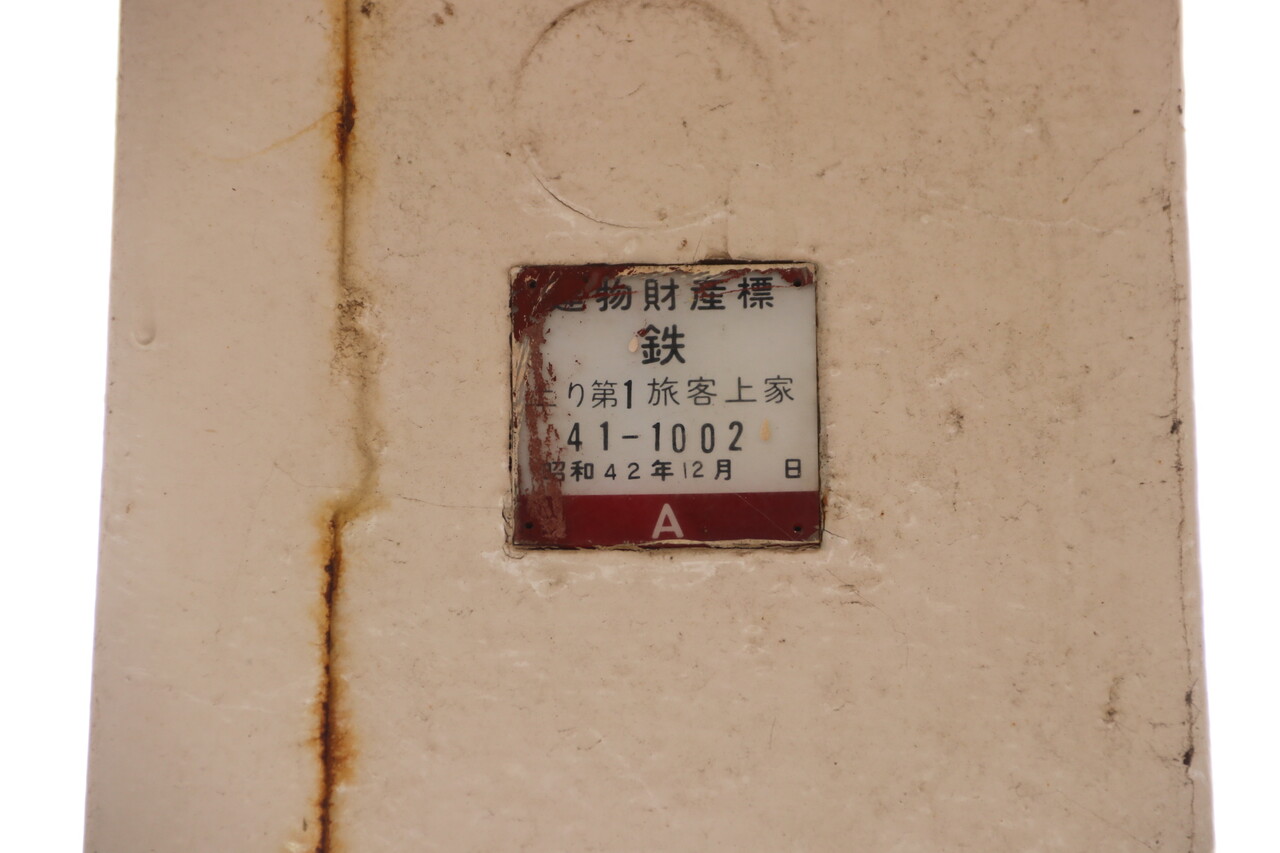 建物財産標
鉄
り第1旅客上家
41-1002
昭和42年12月 日
A